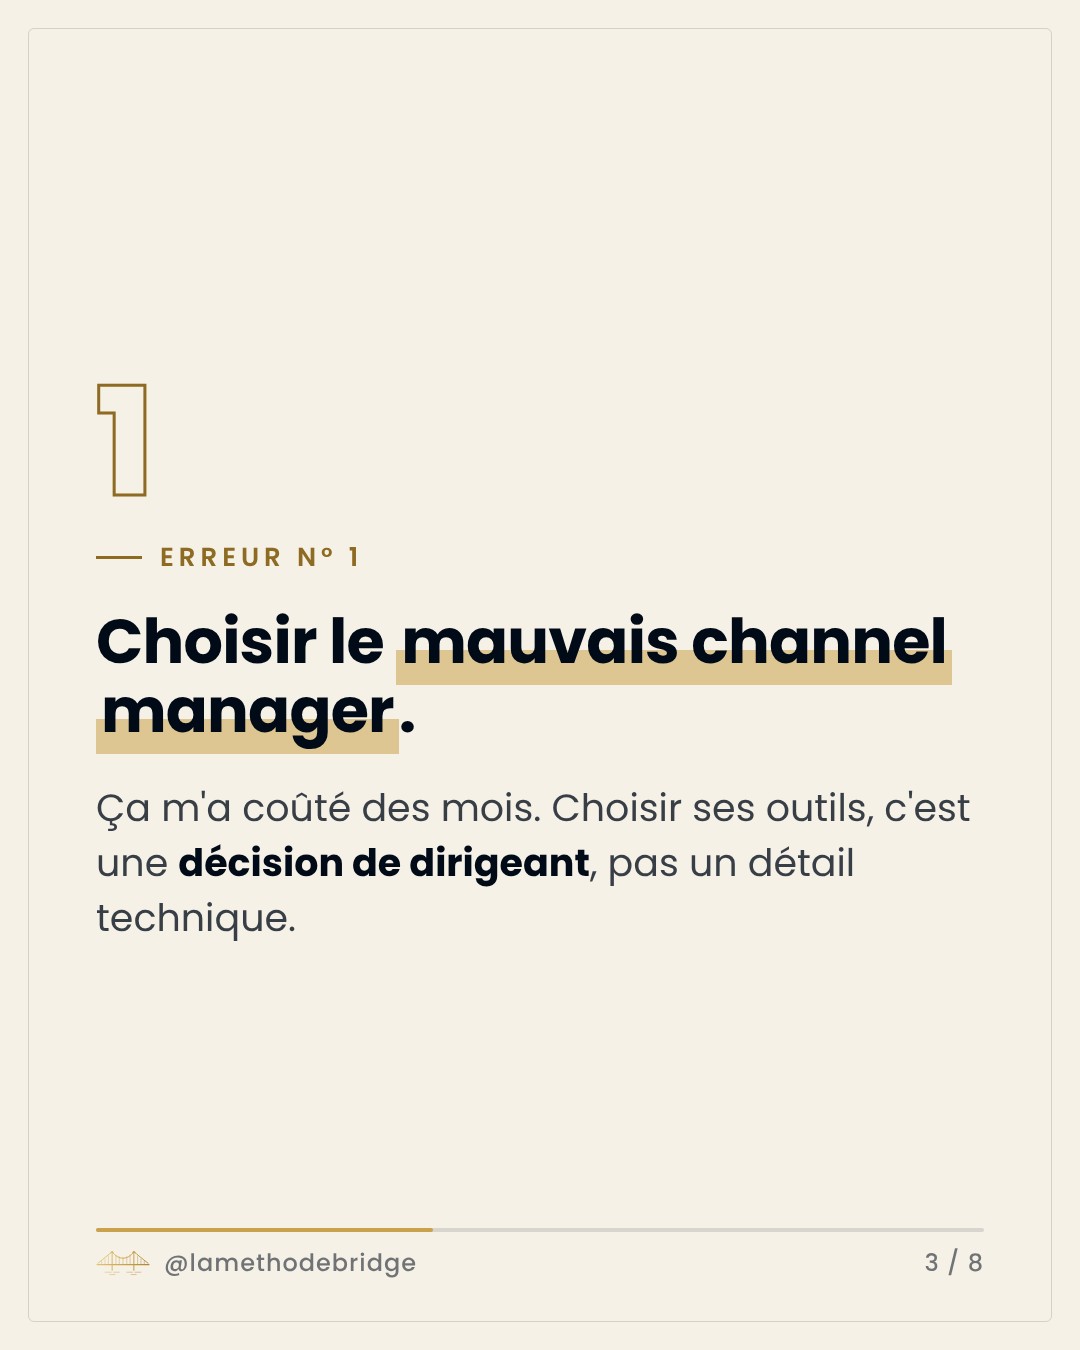 1
ERREUR Nº 1
Choisir le mauvais channel
manager.
Ça m'a coûté des mois. Choisir ses outils, c'est
une décision de dirigeant, pas un détail
technique.
@lamethodebridge
3 / 8